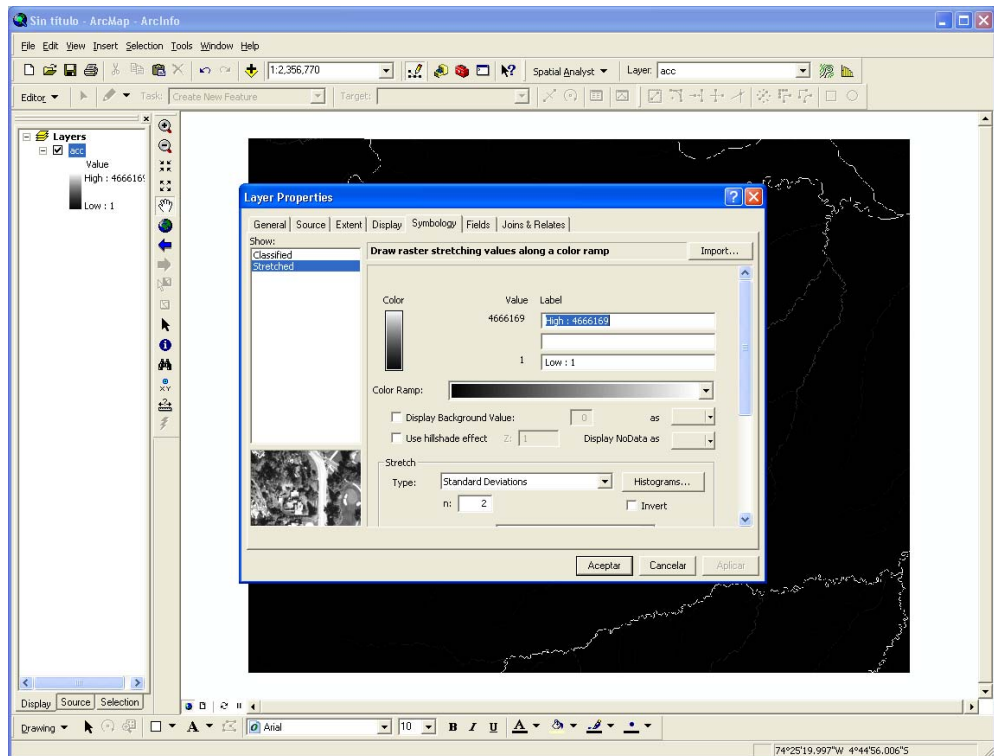 Sin título - ArcMap - ArcInfo
File Edit View Insert Selection Tools Window Help
1:2,356,770 Spatial Analyst Layer: acc
Editor Task: Create New Feature Target:
Layers
acc
Value
High : 466616
Low : 1
Layer Properties
General Source Extent Display Symbology Fields Joins & Relates
Show:
Classified
Stretched
Draw raster stretching values along a color ramp Import...
Color Value Label
4666169 High : 4666169
1 Low : 1
Color Ramp:
Display Background Value: 0 as
Use hillshade effect Z: 1 Display NoData as
Stretch
Type: Standard Deviations Histograms...
n: 2 Invert
Aceptar Cancelar Aplicar
Display Source Selection
Drawing A Arial 10 B I U A
74°25'19.997"W 4°44'56.006"S